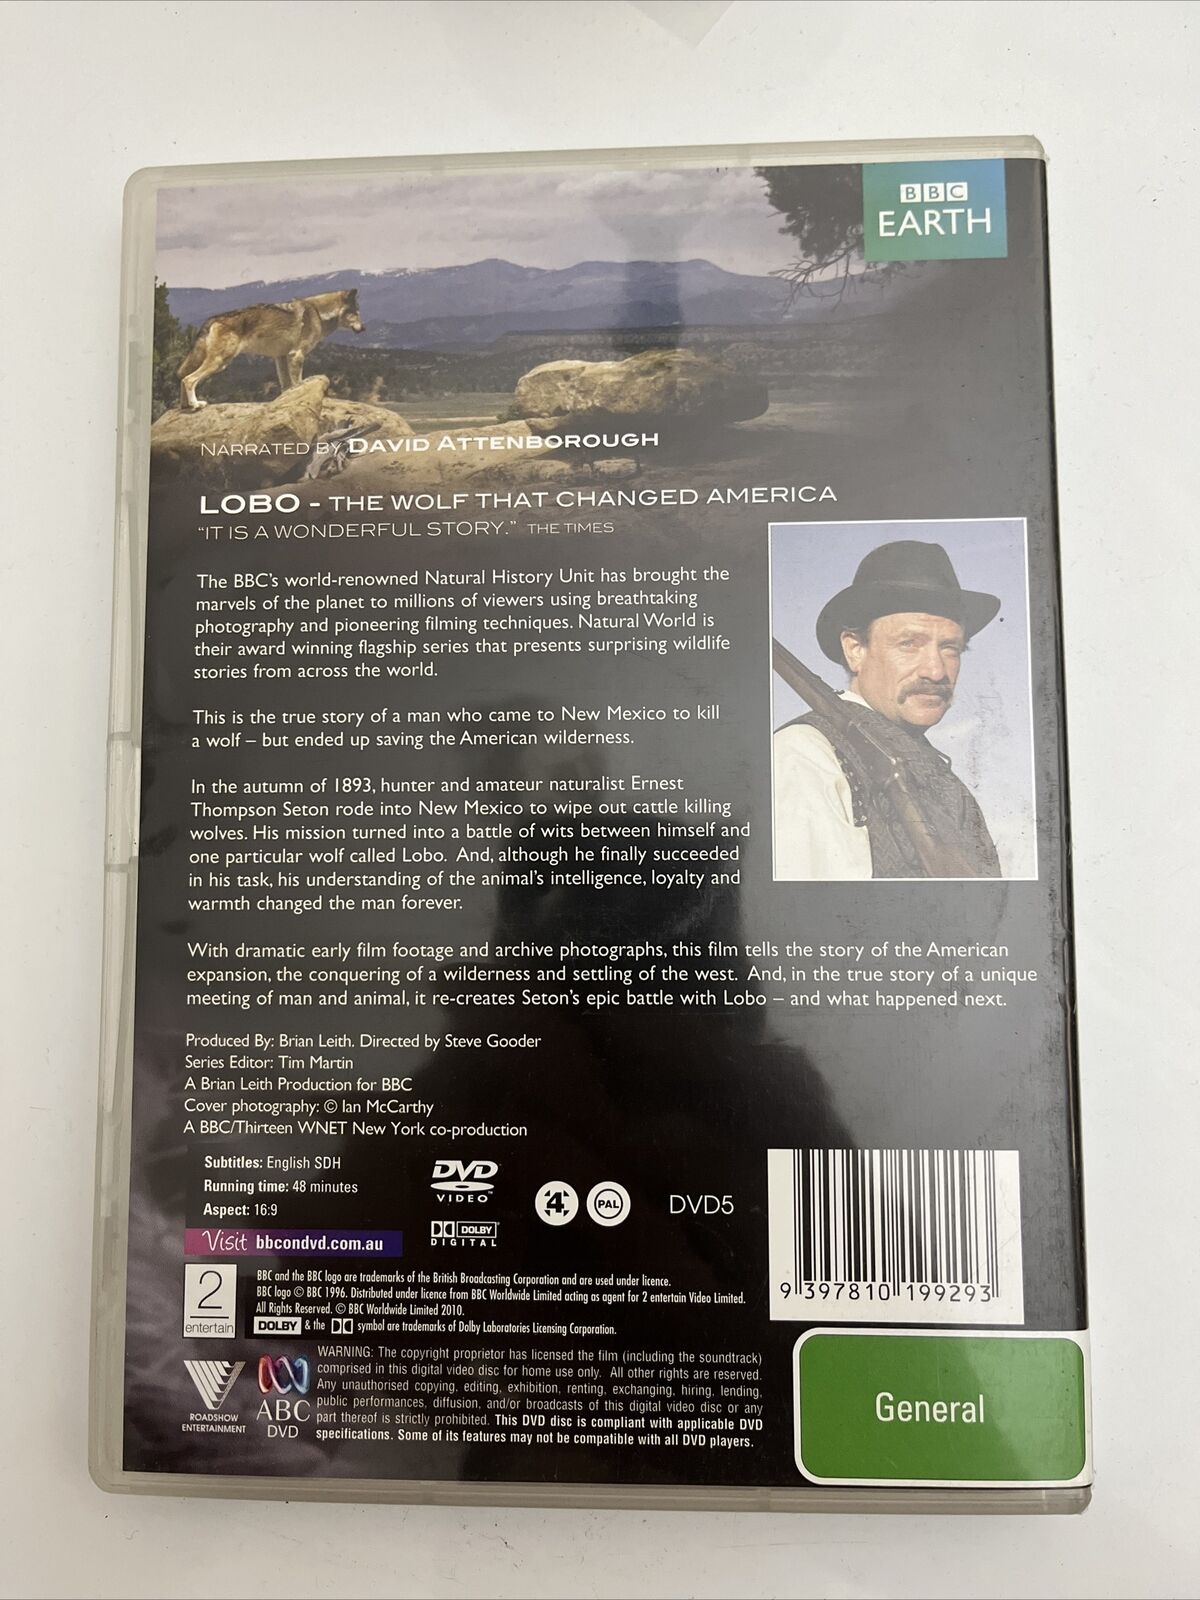 BBC
EARTH
NARRATED BY DAVID ATTENBOROUGH
LOBO - THE WOLF THAT CHANGED AMERICA
“IT IS A WONDERFUL STORY.” THE TIMES
The BBC's world-renowned Natural History Unit has brought the
marvels of the planet to millions of viewers using breathtaking
photography and pioneering filming techniques. Natural World is
their award winning flagship series that presents surprising wildlife
stories from across the world.
This is the true story of a man who came to New Mexico to kill
a wolf – but ended up saving the American wilderness.
In the autumn of 1893, hunter and amateur naturalist Ernest
Thompson Seton rode into New Mexico to wipe out cattle killing
wolves. His mission turned into a battle of wits between himself and
one particular wolf called Lobo. And, although he finally succeeded
in his task, his understanding of the animal's intelligence, loyalty and
warmth changed the man forever.
With dramatic early film footage and archive photographs, this film tells the story of the American
expansion, the conquering of a wilderness and settling of the west. And, in the true story of a unique
meeting of man and animal, it re-creates Seton's epic battle with Lobo – and what happened next.
Produced By: Brian Leith. Directed by Steve Gooder
Series Editor: Tim Martin
A Brian Leith Production for BBC
Cover photography: © Ian McCarthy
A BBC/Thirteen WNET New York co-production
Subtitles: English SDH
Running time: 48 minutes
Aspect: 16:9
Visit bbcondvd.com.au
DVD
VIDEO™
DOLBY
DIGITAL
4
PAL
DVD5
9 397810 199293
2
entertain
BBC and the BBC logo are trademarks of the British Broadcasting Corporation and are used under licence.
BBC logo © BBC 1996. Distributed under licence from BBC Worldwide Limited acting as agent for 2 entertain Video Limited.
All Rights Reserved. © BBC Worldwide Limited 2010.
DOLBY & the symbol are trademarks of Dolby Laboratories Licensing Corporation.
ROADSHOW
ENTERTAINMENT
ABC
DVD
WARNING: The copyright proprietor has licensed the film (including the soundtrack)
comprised in this digital video disc for home use only. All other rights are reserved.
Any unauthorised copying, editing, exhibition, renting, exchanging, hiring, lending,
public performances, diffusion, and/or broadcasts of this digital video disc or any
part thereof is strictly prohibited. This DVD disc is compliant with applicable DVD
specifications. Some of its features may not be compatible with all DVD players.
General